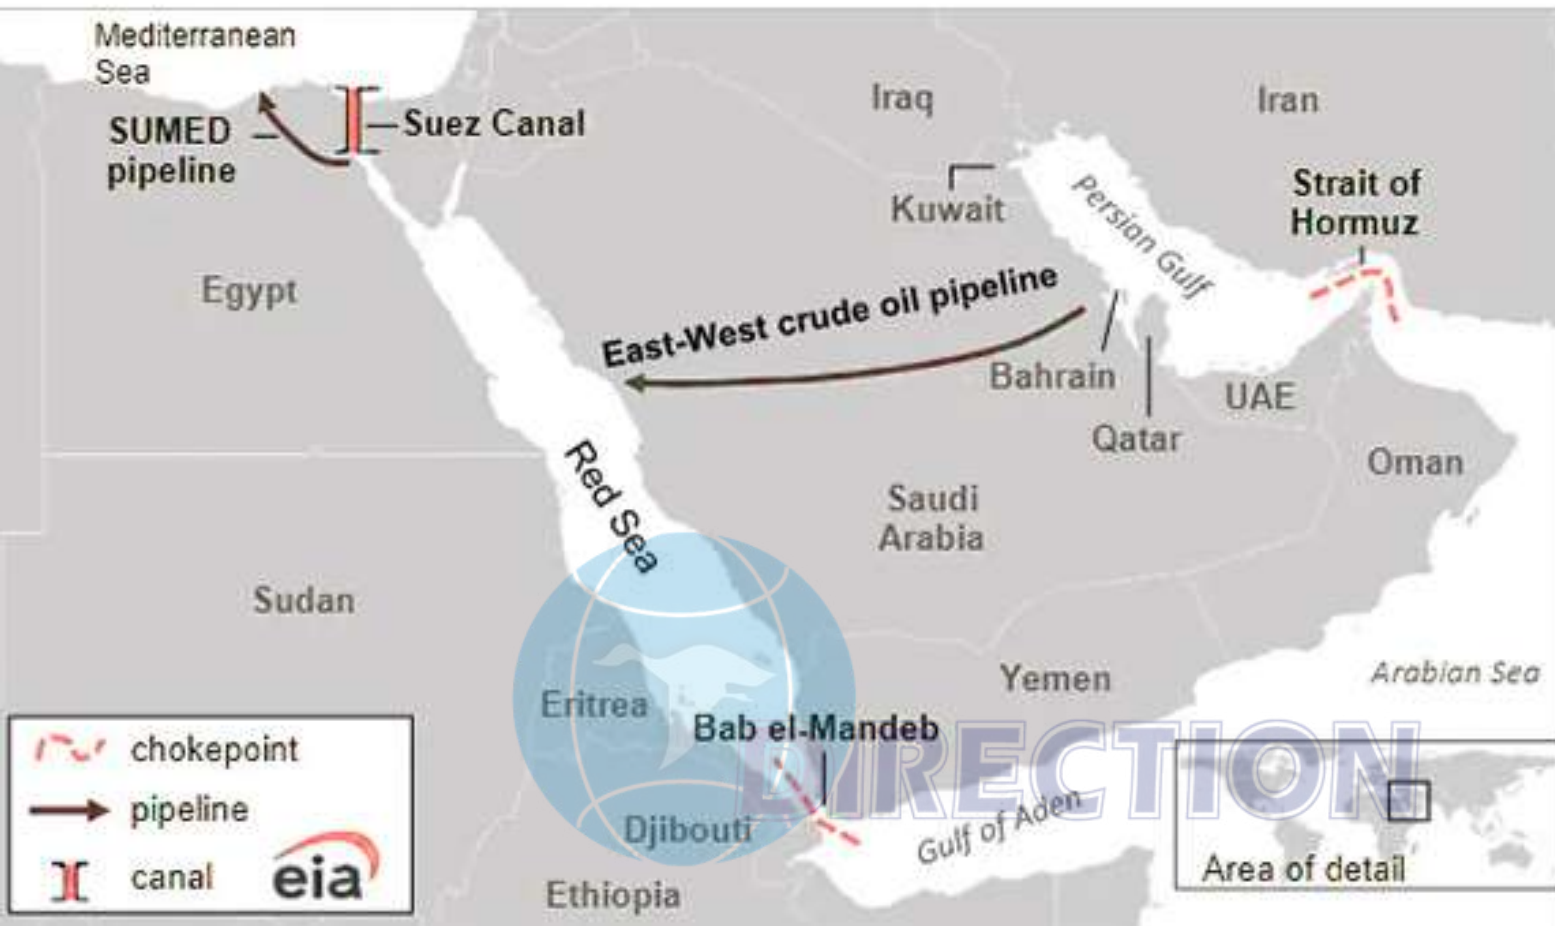 Mediterranean
Sea
SUMED
pipeline
Suez Canal
Iraq
Iran
Kuwait
Persian Gulf
Strait of
Hormuz
Egypt
East-West crude oil pipeline
Bahrain
Qatar
UAE
Oman
Red Sea
Saudi
Arabia
Sudan
Eritrea
Yemen
Arabian Sea
Bab el-Mandeb
DIRECTION
Djibouti
Gulf of Aden
Ethiopia
chokepoint
pipeline
canal
eia
Area of detail